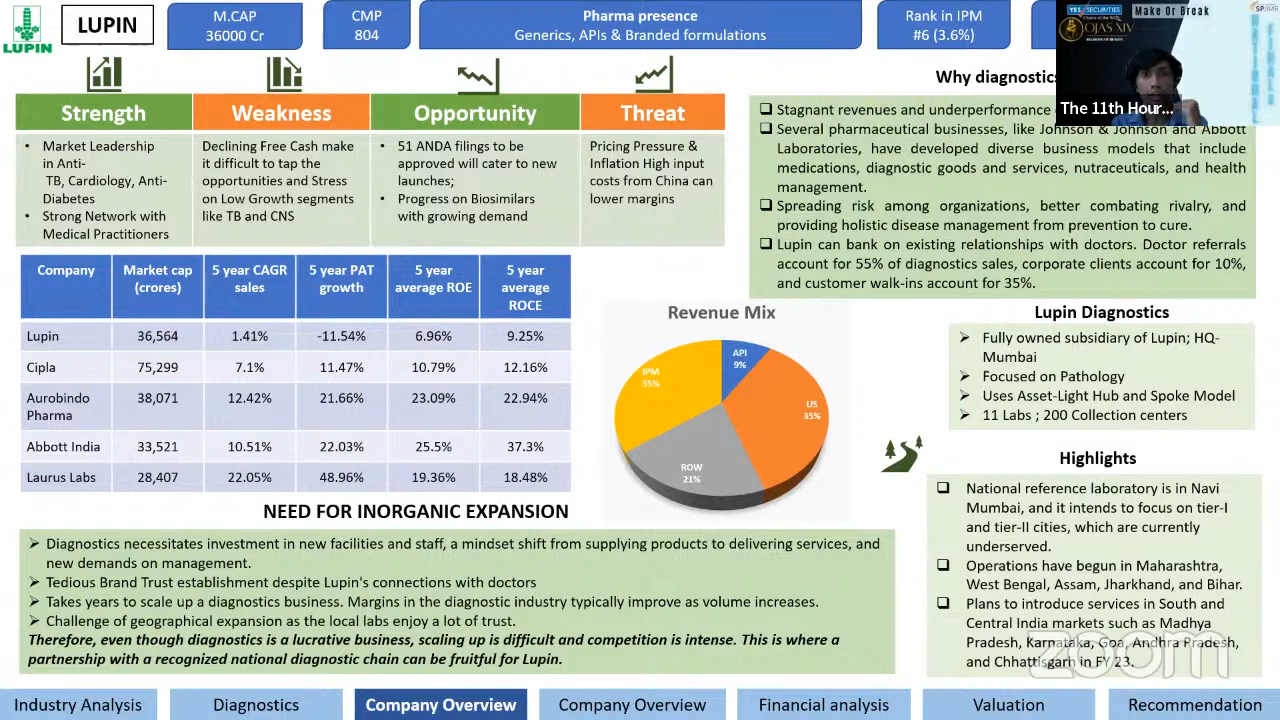 LUPIN
LUPIN
M.CAP
36000 Cr
CMP
804
Pharma presence
Generics, APIs & Branded formulations
Rank in IPM
#6 (3.6%)
YES SECURITIES
Make Or Break
SPJIMR
OJAS XIV
The 11th Hour...
Strength
Weakness
Opportunity
Threat
• Market Leadership
in Anti-
TB, Cardiology, Anti-
Diabetes
• Strong Network with
Medical Practitioners
Declining Free Cash make
it difficult to tap the
opportunities and Stress
on Low Growth segments
like TB and CNS
• 51 ANDA filings to be
approved will cater to new
launches;
• Progress on Biosimilars
with growing demand
Pricing Pressure &
Inflation High input
costs from China can
lower margins
Why diagnostics
Stagnant revenues and underperformance
Several pharmaceutical businesses, like Johnson & Johnson and Abbott
Laboratories, have developed diverse business models that include
medications, diagnostic goods and services, nutraceuticals, and health
management.
Spreading risk among organizations, better combating rivalry, and
providing holistic disease management from prevention to cure.
Lupin can bank on existing relationships with doctors. Doctor referrals
account for 55% of diagnostics sales, corporate clients account for 10%,
and customer walk-ins account for 35%.
Company Market cap (crores) 5 year CAGR sales 5 year PAT growth 5 year average ROE 5 year average ROCE
Lupin 36,564 1.41% -11.54% 6.96% 9.25%
Cipla 75,299 7.1% 11.47% 10.79% 12.16%
Aurobindo Pharma 38,071 12.42% 21.66% 23.09% 22.94%
Abbott India 33,521 10.51% 22.03% 25.5% 37.3%
Laurus Labs 28,407 22.05% 48.96% 19.36% 18.48%
Revenue Mix
API
9%
IPM
35%
US
35%
ROW
21%
Lupin Diagnostics
Fully owned subsidiary of Lupin; HQ-
Mumbai
Focused on Pathology
Uses Asset-Light Hub and Spoke Model
11 Labs ; 200 Collection centers
Highlights
National reference laboratory is in Navi
Mumbai, and it intends to focus on tier-I
and tier-II cities, which are currently
underserved.
Operations have begun in Maharashtra,
West Bengal, Assam, Jharkhand, and Bihar.
Plans to introduce services in South and
Central India markets such as Madhya
Pradesh, Karnataka, Goa, Andhra Pradesh,
and Chhattisgarh in FY 23.
zoom
NEED FOR INORGANIC EXPANSION
Diagnostics necessitates investment in new facilities and staff, a mindset shift from supplying products to delivering services, and
new demands on management.
Tedious Brand Trust establishment despite Lupin's connections with doctors
Takes years to scale up a diagnostics business. Margins in the diagnostic industry typically improve as volume increases.
Challenge of geographical expansion as the local labs enjoy a lot of trust.
Therefore, even though diagnostics is a lucrative business, scaling up is difficult and competition is intense. This is where a
partnership with a recognized national diagnostic chain can be fruitful for Lupin.
Industry Analysis
Diagnostics
Company Overview
Company Overview
Financial analysis
Valuation
Recommendation